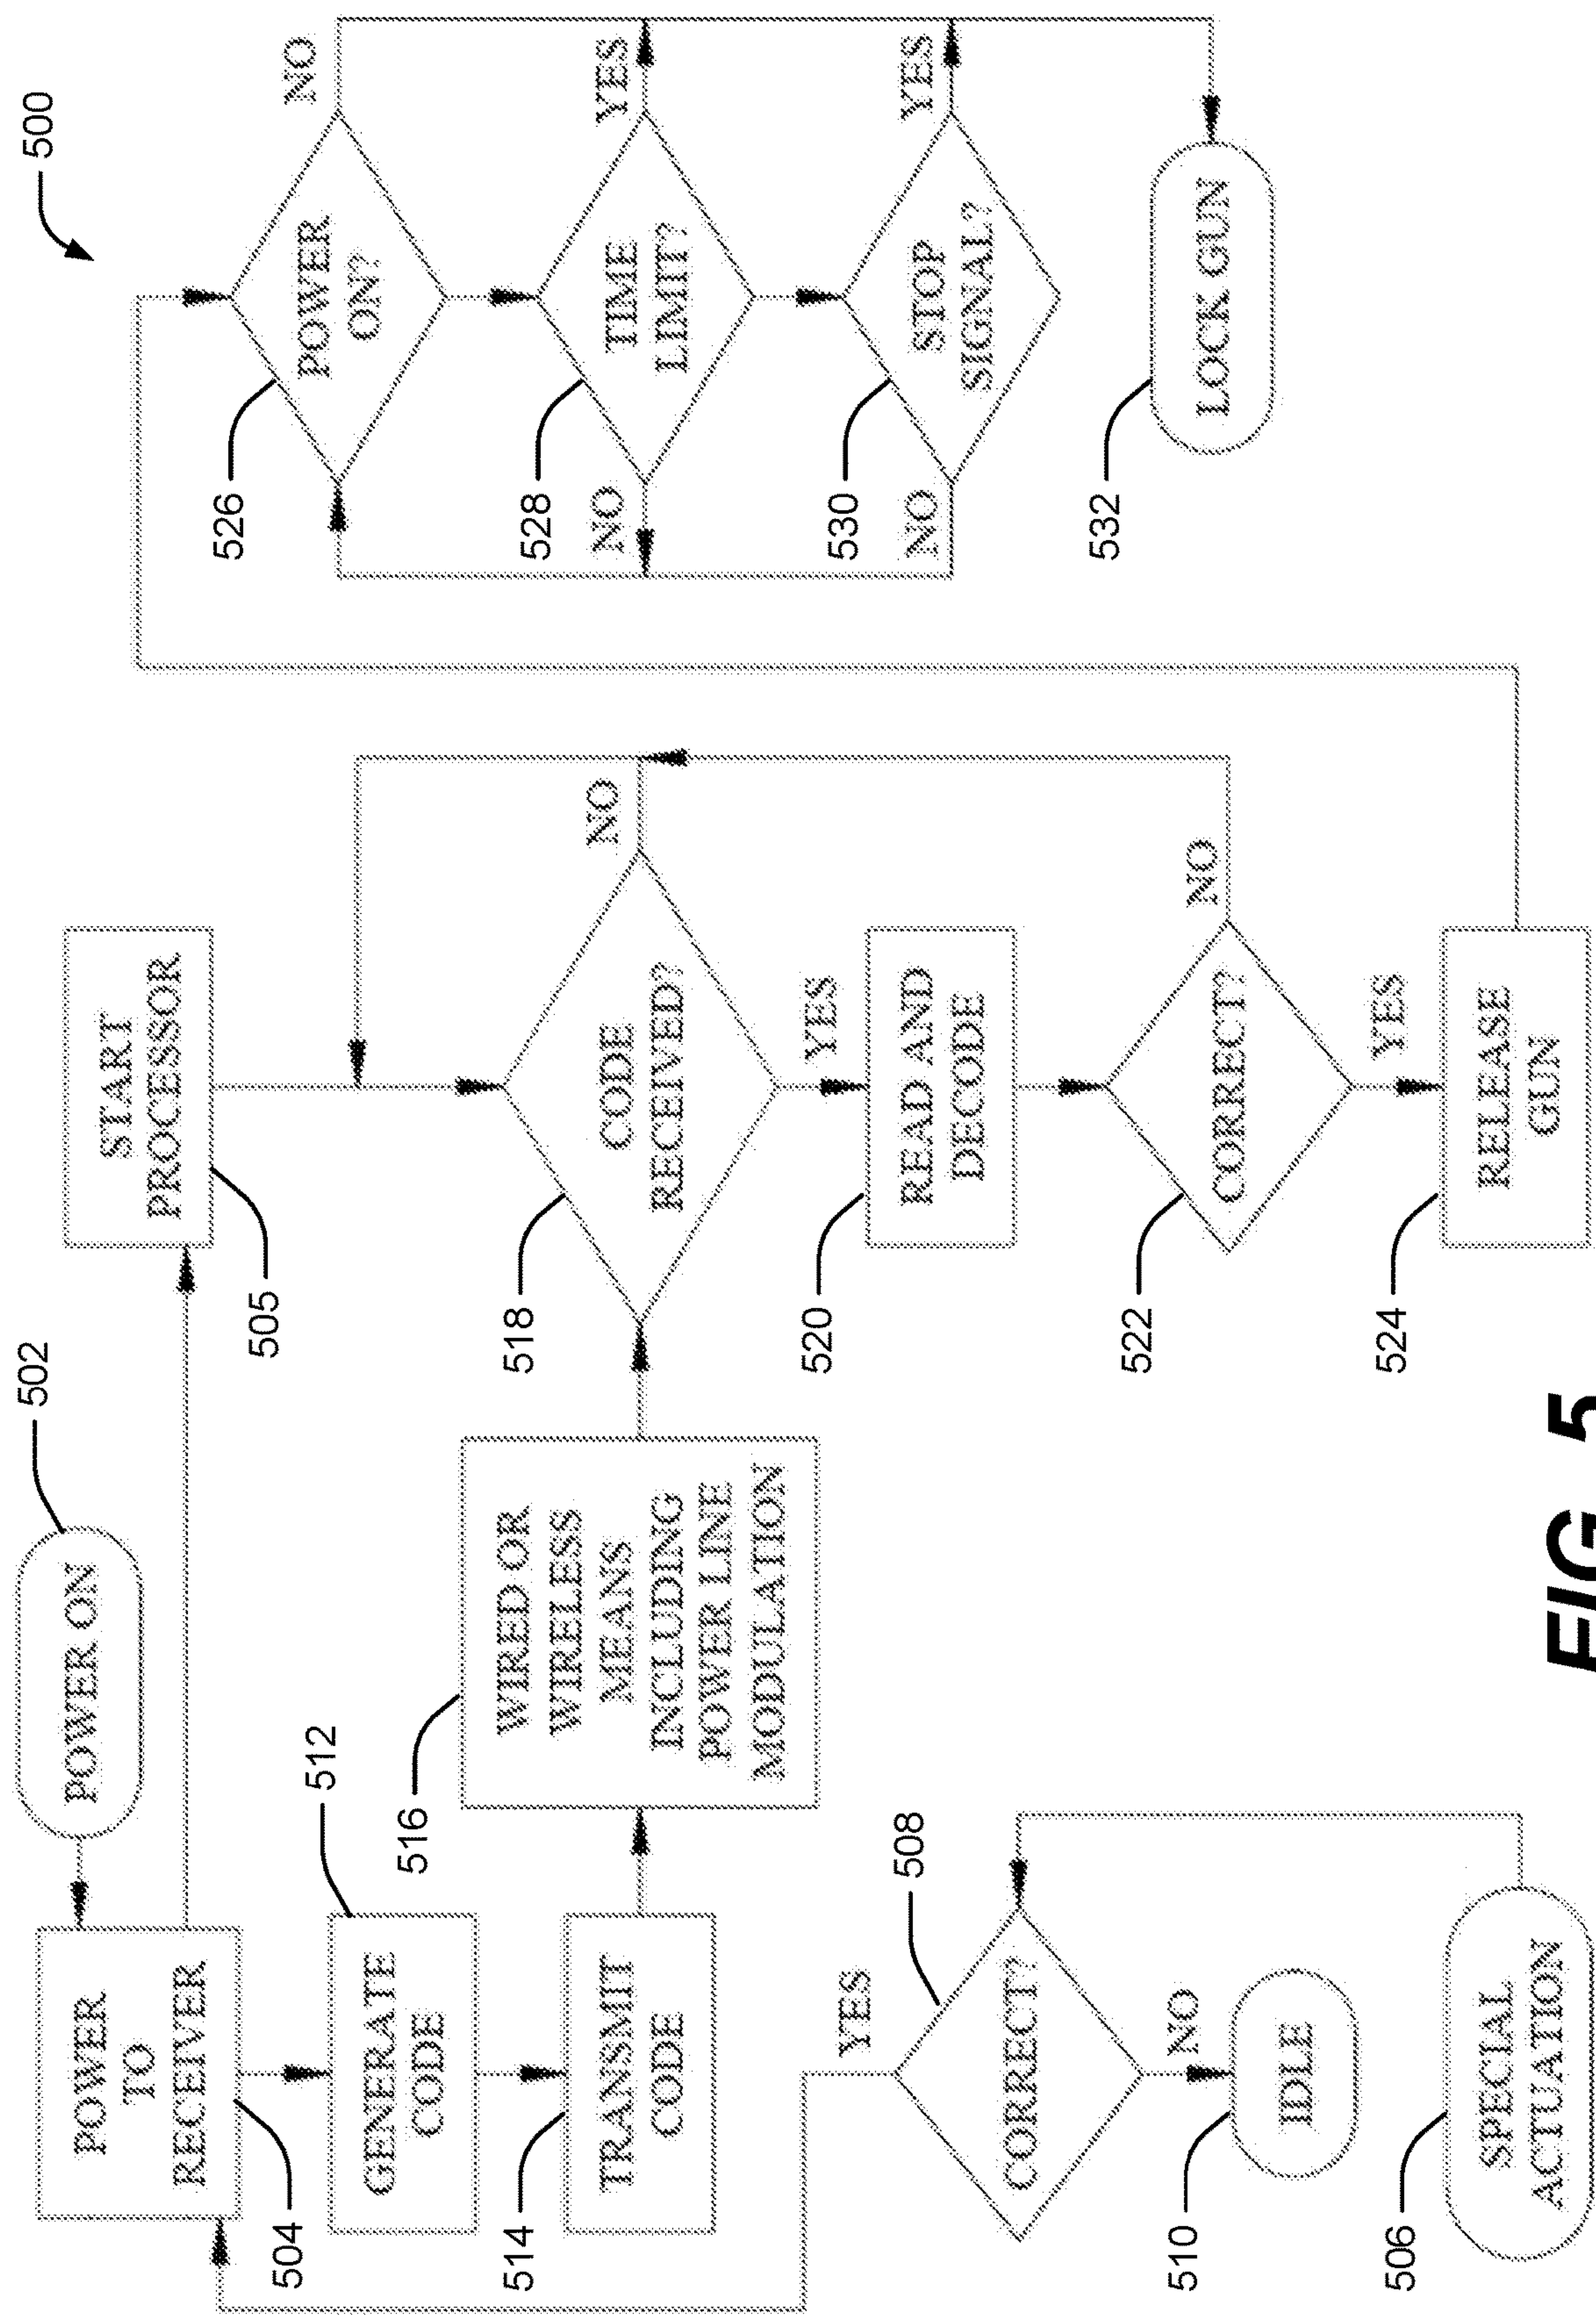 500
502
POWER ON
POWER
TO
RECEIVER
504
START
PROCESSOR
505
GENERATE
CODE
512
TRANSMIT
CODE
514
WIRED OR
WIRELESS
MEANS
INCLUDING
POWER LINE
MODULATION
516
CODE
RECEIVED?
518
NO
YES
READ AND
DECODE
520
CORRECT?
522
NO
YES
RELEASE
GUN
524
YES
CORRECT?
508
NO
IDLE
510
SPECIAL
ACTUATION
506
POWER
ON?
526
NO
TIME
LIMIT?
528
NO
YES
STOP
SIGNAL?
530
NO
YES
LOCK GUN
532
FIG. 5